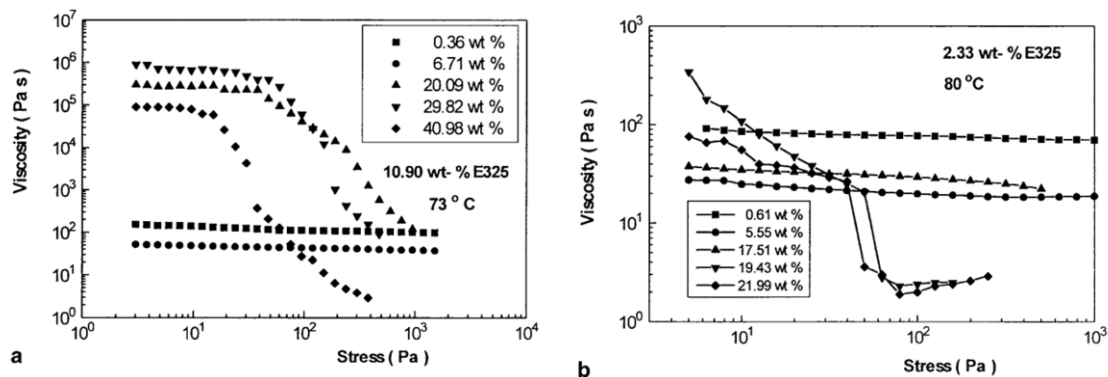 10⁷
10⁶
10⁵
10⁴
10³
10²
10¹
10⁰
Viscosity ( Pa s )
0.36 wt %
6.71 wt %
20.09 wt %
29.82 wt %
40.98 wt %
10.90 wt- % E325
73 ° C
10⁰ 10¹ 10² 10³ 10⁴
Stress ( Pa )
a
10³
10²
10¹
10⁰
Viscosity ( Pa s )
2.33 wt- % E325
80 °C
0.61 wt %
5.55 wt %
17.51 wt %
19.43 wt %
21.99 wt %
10¹ 10² 10³
Stress ( Pa )
b